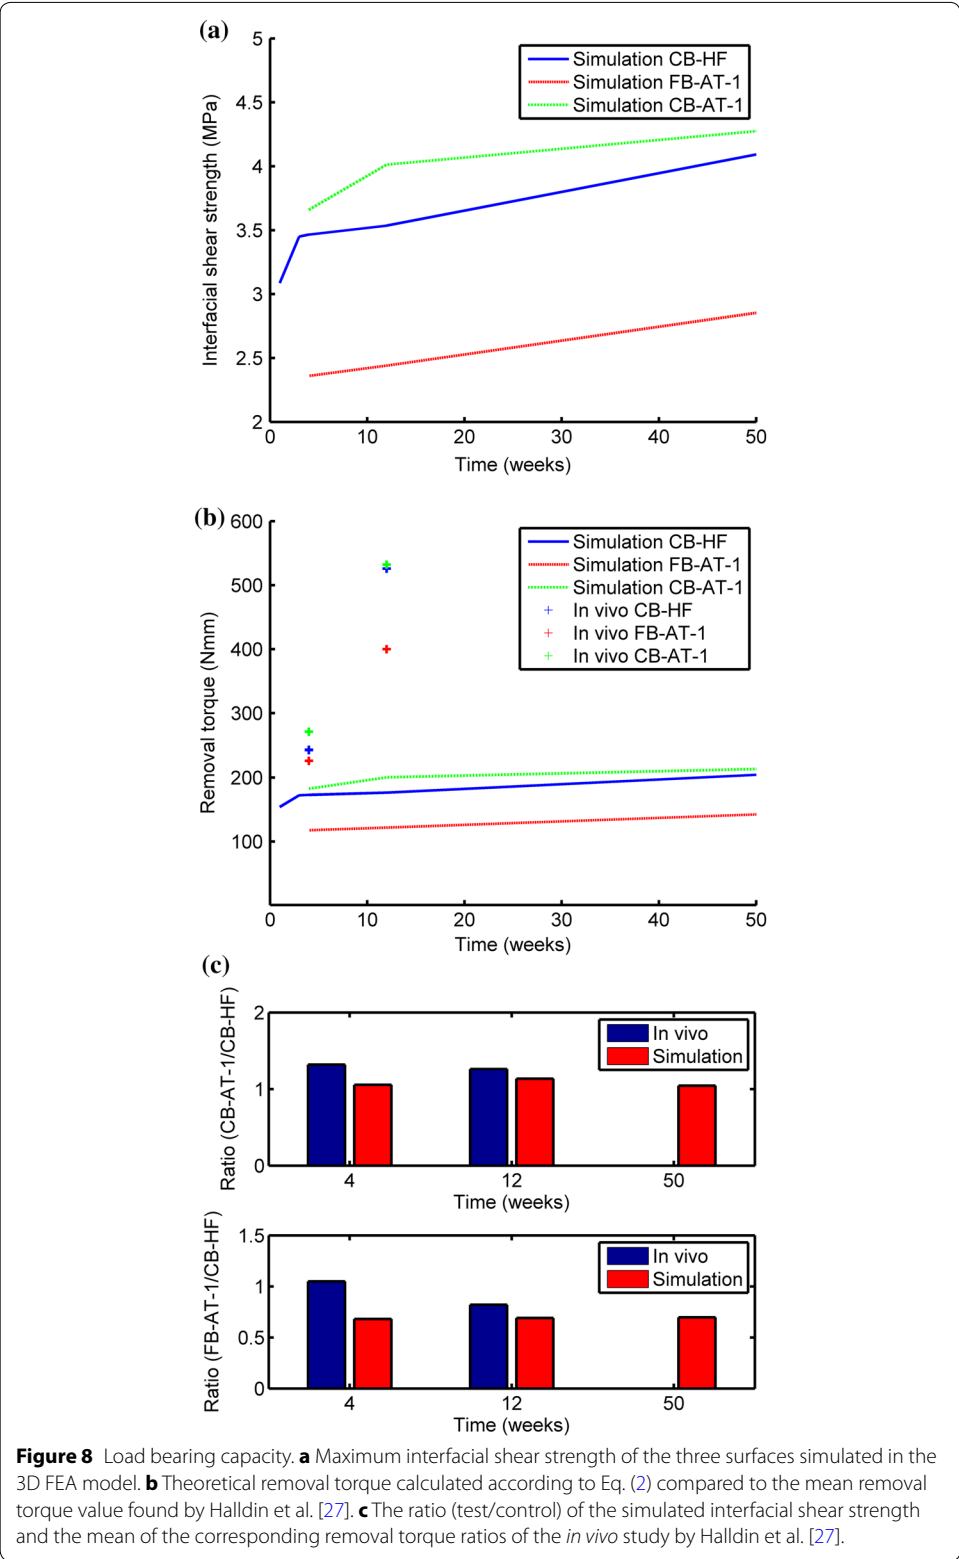 (a)
5
4.5
4
3.5
3
2.5
2
Interfacial shear strength (MPa)
Simulation CB-HF
Simulation FB-AT-1
Simulation CB-AT-1
0 10 20 30 40 50
Time (weeks)
(b)
600
500
400
300
200
100
Removal torque (Nmm)
Simulation CB-HF
Simulation FB-AT-1
Simulation CB-AT-1
In vivo CB-HF
In vivo FB-AT-1
In vivo CB-AT-1
0 10 20 30 40 50
Time (weeks)
(c)
2
1
0
Ratio (CB-AT-1/CB-HF)
In vivo
Simulation
4 12 50
Time (weeks)
1.5
1
0.5
0
Ratio (FB-AT-1/CB-HF)
In vivo
Simulation
4 12 50
Time (weeks)
Figure 8 Load bearing capacity. a Maximum interfacial shear strength of the three surfaces simulated in the
3D FEA model. b Theoretical removal torque calculated according to Eq. (2) compared to the mean removal
torque value found by Halldin et al. [27]. c The ratio (test/control) of the simulated interfacial shear strength
and the mean of the corresponding removal torque ratios of the in vivo study by Halldin et al. [27].